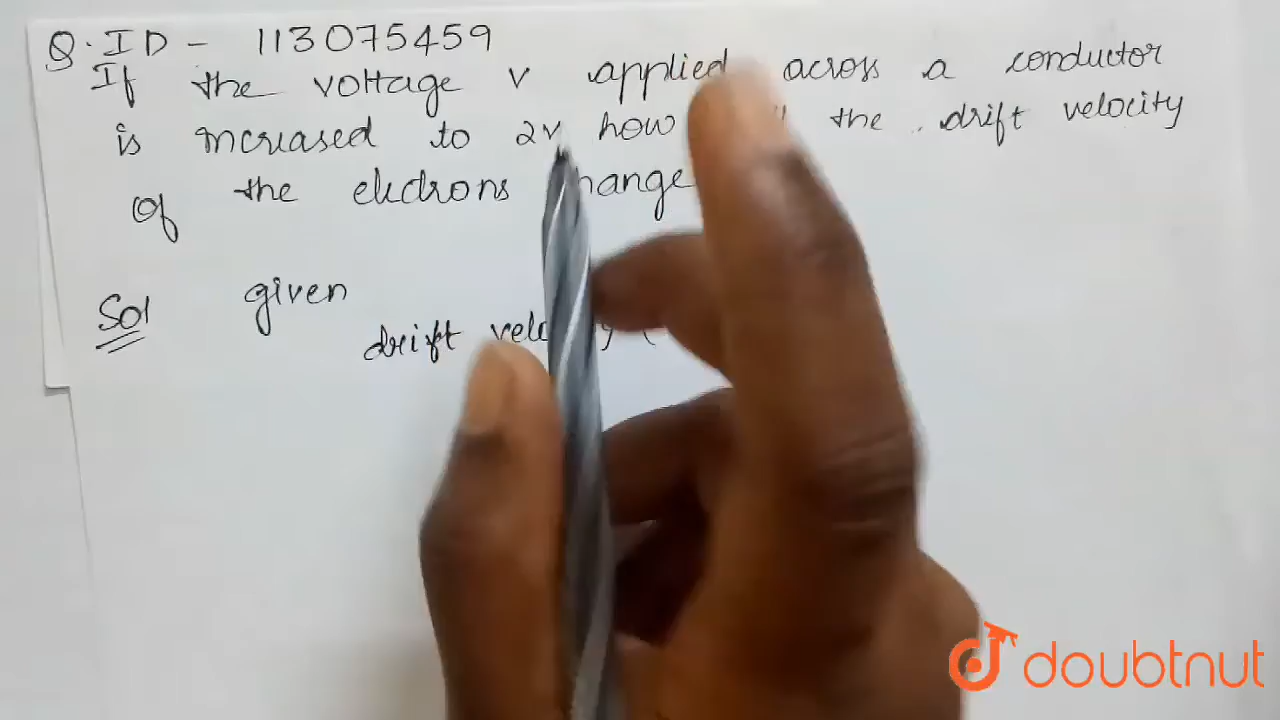 Q.ID - 113075459
If the voltage v applied across a conductor
is increased to 2v how the drift velocity
of the electrons change
Sol given
drift
doubtnut